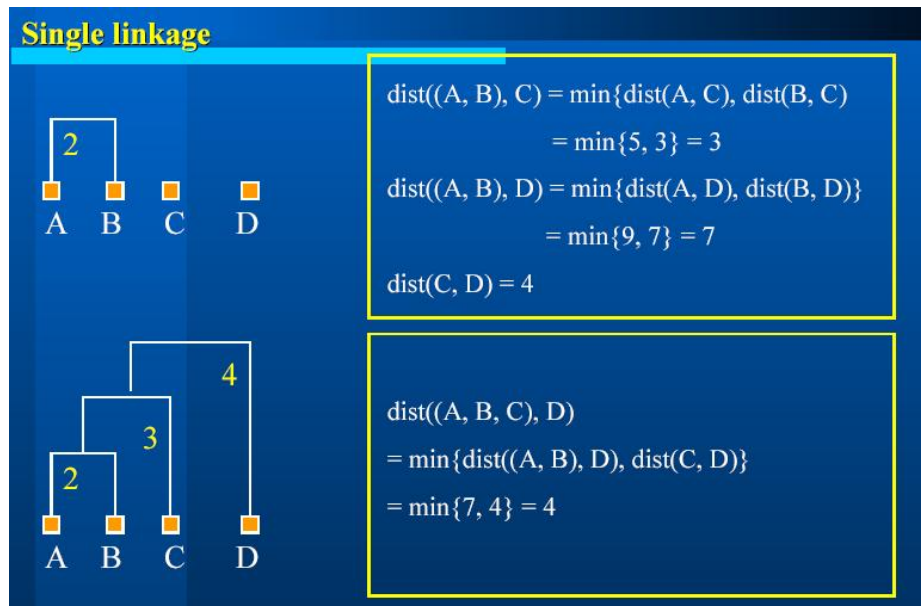 Single linkage
2
A B C D
dist((A, B), C) = min{dist(A, C), dist(B, C)
= min{5, 3} = 3
dist((A, B), D) = min{dist(A, D), dist(B, D)}
= min{9, 7} = 7
dist(C, D) = 4
4
3
2
A B C D
dist((A, B, C), D)
= min{dist((A, B), D), dist(C, D)}
= min{7, 4} = 4